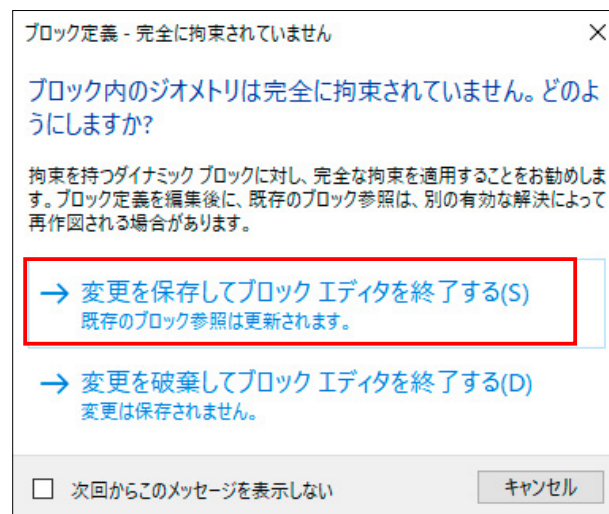 ブロック定義 - 完全に拘束されていません
ブロック内のジオメトリは完全に拘束されていません。どのよ
うにしますか?
拘束を持つダイナミック ブロックに対し、完全な拘束を適用することをお勧めしま
す。ブロック定義を編集後に、既存のブロック参照は、別の有効な解決によって
再作図される場合があります。
→ 変更を保存してブロック エディタを終了する(S)
既存のブロック参照は更新されます。
→ 変更を破棄してブロック エディタを終了する(D)
変更は保存されません。
次回からこのメッセージを表示しない
キャンセル